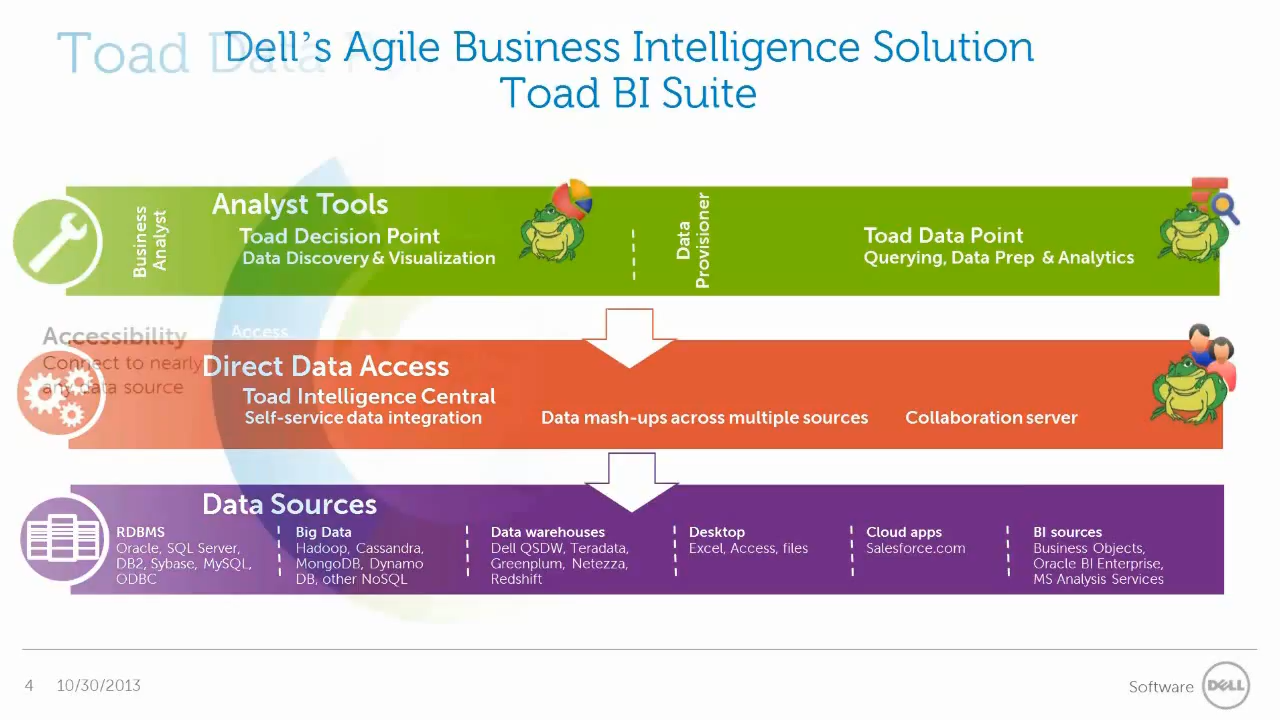 Toad Data
Dell's Agile Business Intelligence Solution
Toad BI Suite
Business
Analyst
Analyst Tools
Toad Decision Point
Data Discovery & Visualization
Data
Provisioner
Toad Data Point
Querying, Data Prep & Analytics
Accessibility
Connect to nearly
any data source
Access
Direct Data Access
Toad Intelligence Central
Self-service data integration
Data mash-ups across multiple sources
Collaboration server
Data Sources
RDBMS
Oracle, SQL Server,
DB2, Sybase, MySQL,
ODBC
Big Data
Hadoop, Cassandra,
MongoDB, Dynamo
DB, other NoSQL
Data warehouses
Dell QSDW, Teradata,
Greenplum, Netezza,
Redshift
Desktop
Excel, Access, files
Cloud apps
Salesforce.com
BI sources
Business Objects,
Oracle BI Enterprise,
MS Analysis Services
4 10/30/2013
Software DELL